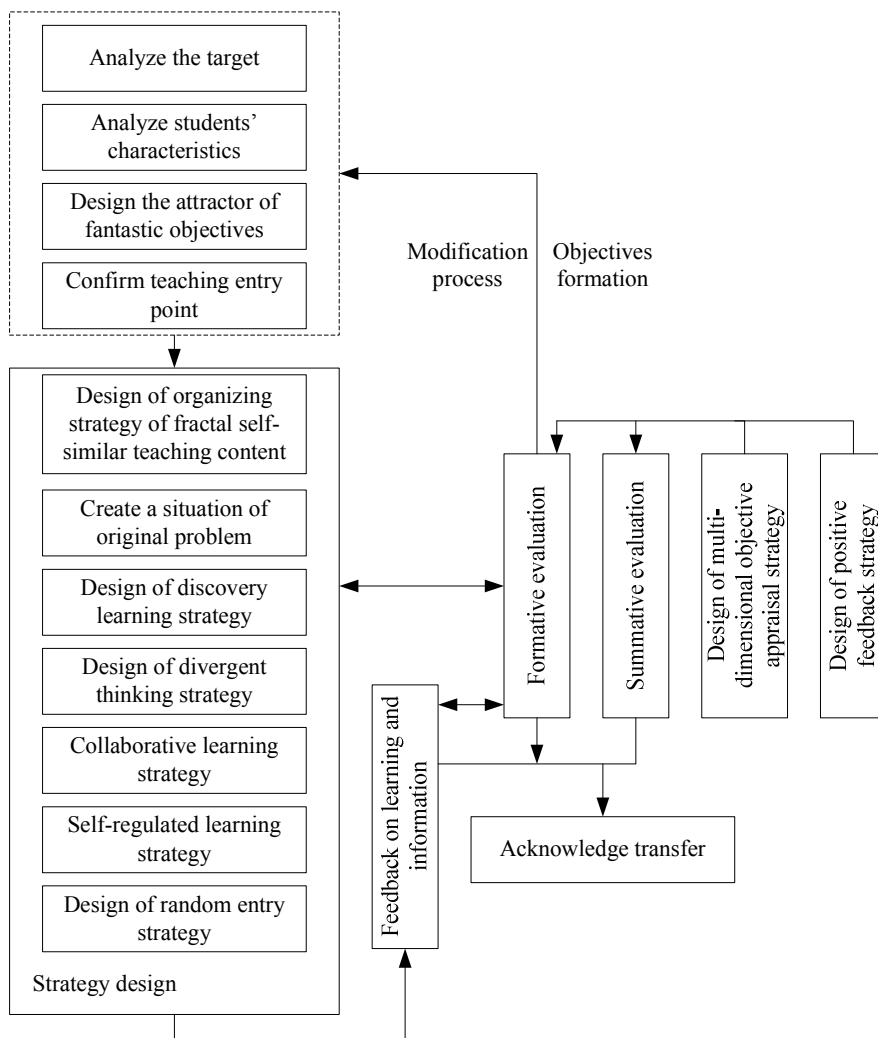 Analyze the target
Analyze students’
characteristics
Design the attractor of
fantastic objectives
Confirm teaching entry
point
Modification
process
Objectives
formation
Design of organizing
strategy of fractal self-
similar teaching content
Create a situation of
original problem
Design of discovery
learning strategy
Design of divergent
thinking strategy
Collaborative learning
strategy
Self-regulated learning
strategy
Design of random entry
strategy
Strategy design
Formative evaluation
Summative evaluation
Design of multi-
dimensional objective
appraisal strategy
Design of positive
feedback strategy
Feedback on learning and
information
Acknowledge transfer